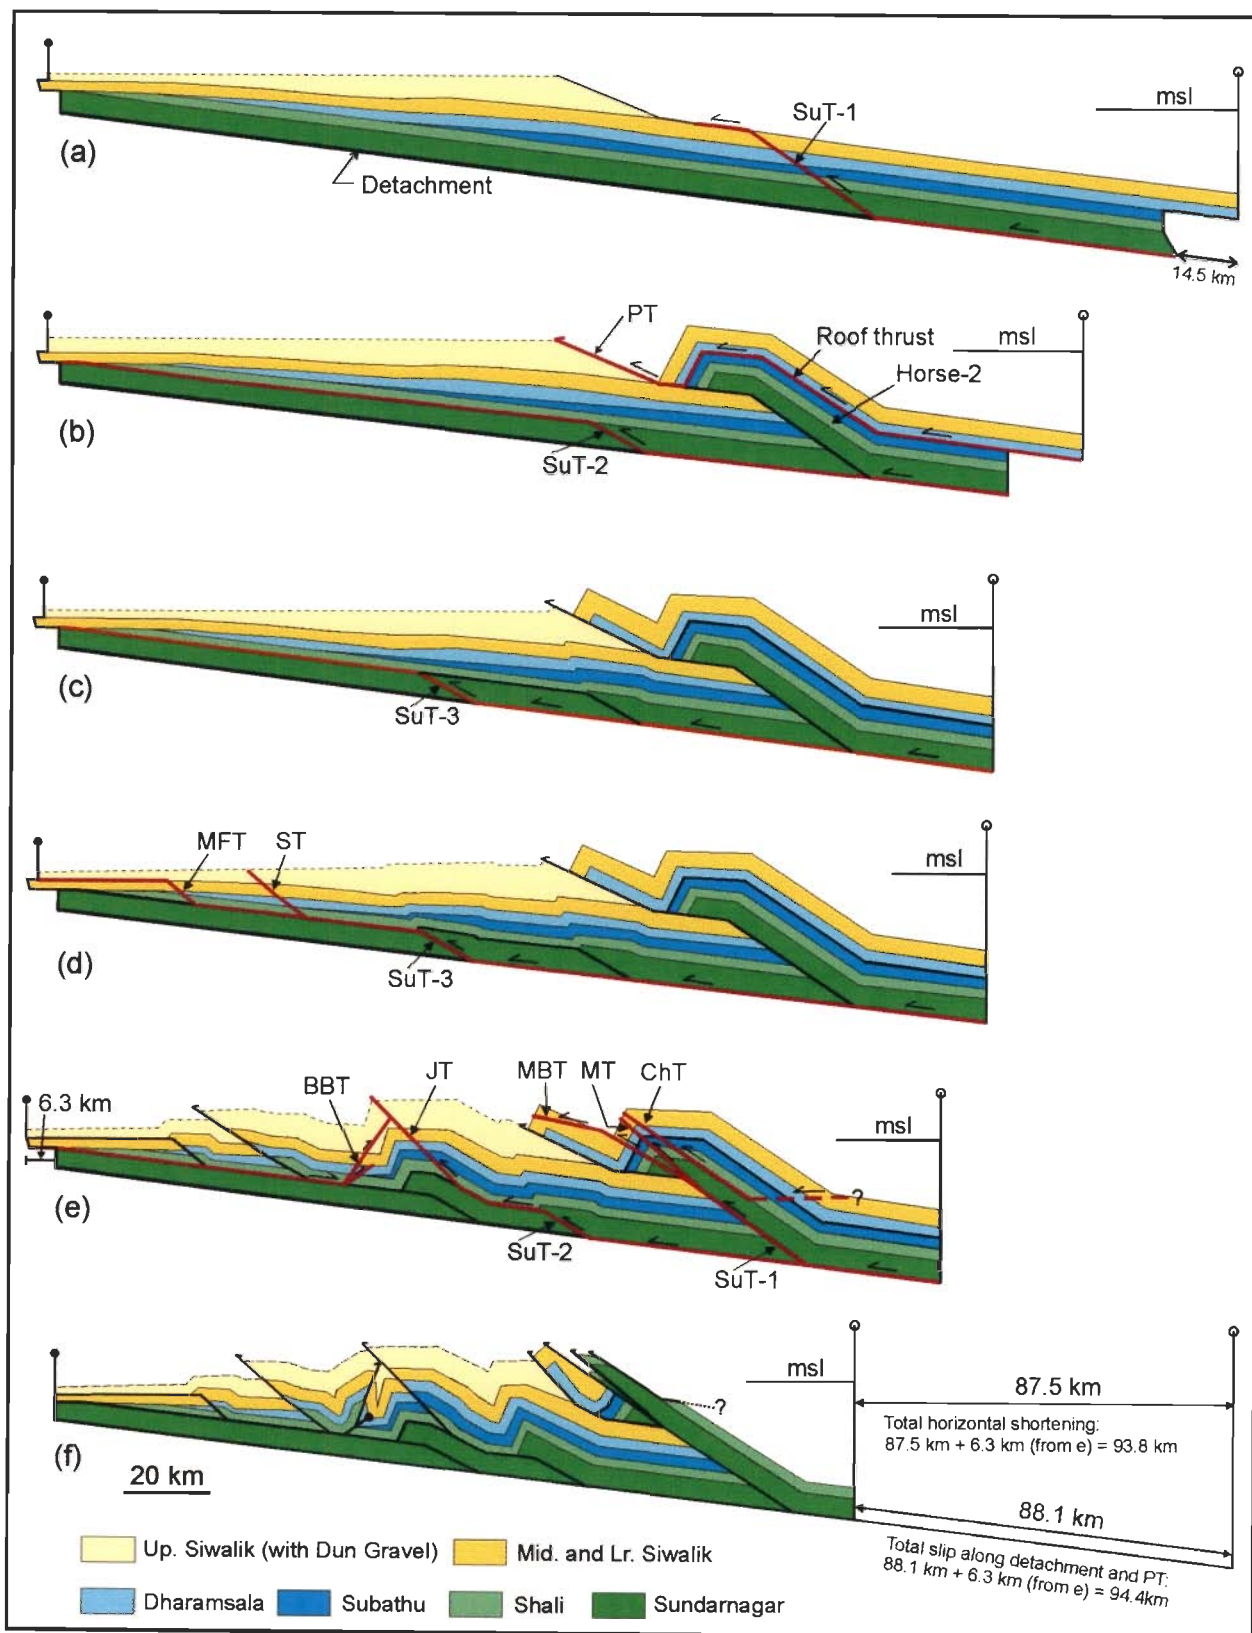 msl
SuT-1
(a)
Detachment
14.5 km
PT
Roof thrust
msl
Horse-2
(b)
SuT-2
msl
(c)
SuT-3
MFT
ST
msl
(d)
SuT-3
6.3 km
BBT
JT
MBT
MT
ChT
msl
?
(e)
SuT-2
SuT-1
msl
87.5 km
?
Total horizontal shortening:
87.5 km + 6.3 km (from e) = 93.8 km
(f)
20 km
88.1 km
Total slip along detachment and PT:
88.1 km + 6.3 km (from e) = 94.4km
Up. Siwalik (with Dun Gravel)
Mid. and Lr. Siwalik
Dharamsala
Subathu
Shali
Sundarnagar